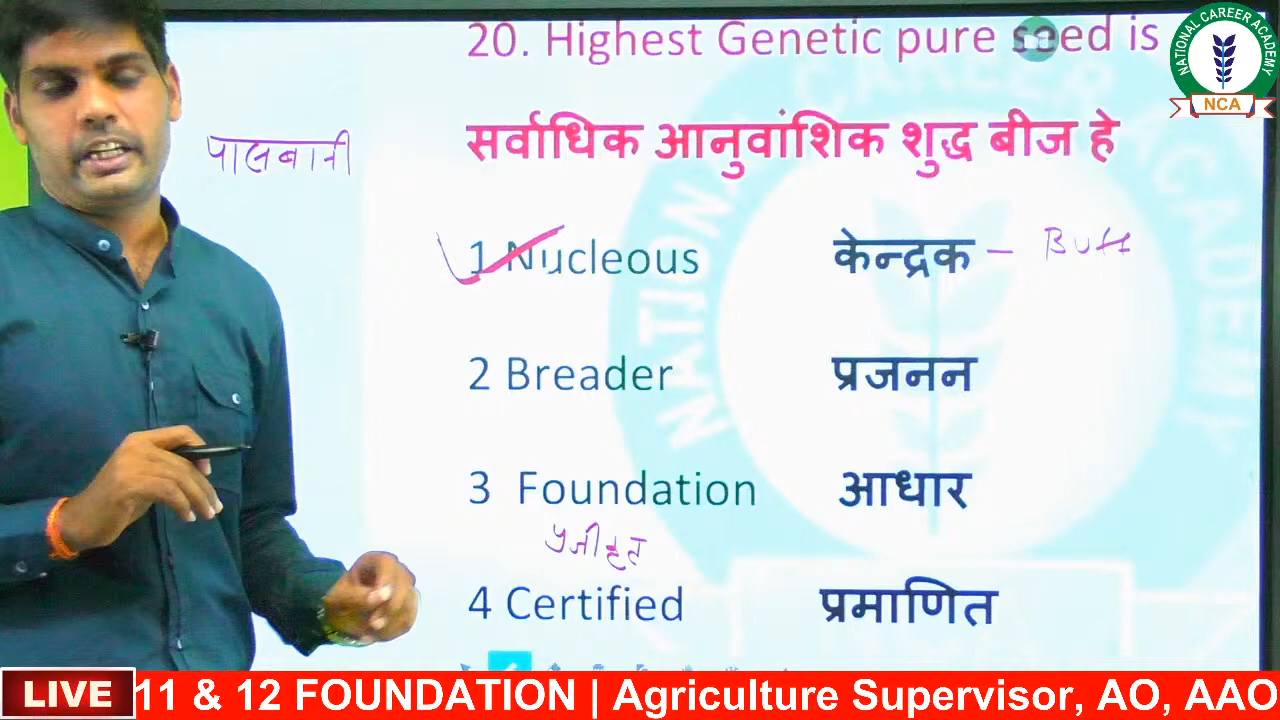 20. Highest Genetic pure seed is
NATIONAL CAREER ACADEMY
NCA
सर्वाधिक आनुवांशिक शुद्ध बीज हे
पालबानी
1 Nucleous केन्द्रक - Buff
2 Breader प्रजनन
3 Foundation आधार
4 Certified प्रमाणित
LIVE 11 & 12 FOUNDATION | Agriculture Supervisor, AO, AAO